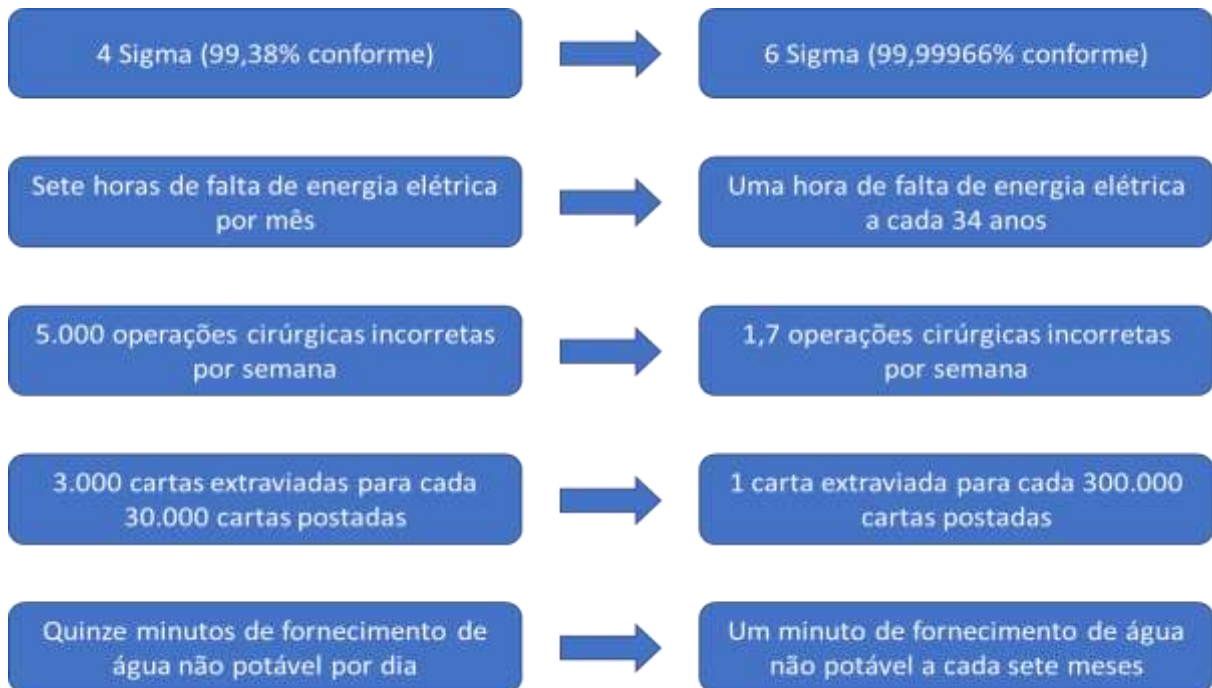 4 Sigma (99,38% conforme)
6 Sigma (99,99966% conforme)
Sete horas de falta de energia elétrica
por mês
Uma hora de falta de energia elétrica
a cada 34 anos
5.000 operações cirúrgicas incorretas
por semana
1,7 operações cirúrgicas incorretas
por semana
3.000 cartas extraviadas para cada
30.000 cartas postadas
1 carta extraviada para cada 300.000
cartas postadas
Quinze minutos de fornecimento de
água não potável por dia
Um minuto de fornecimento de água
não potável a cada sete meses